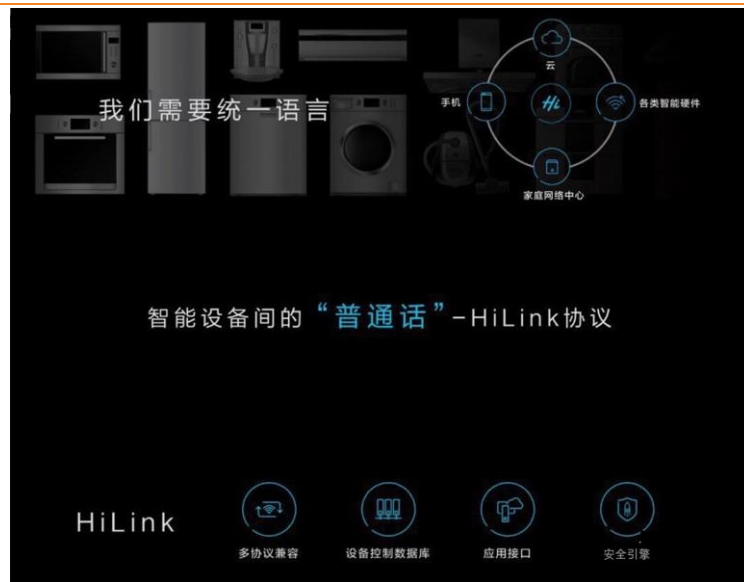 云
我们需要统一语言
手机
Hi
各类智能硬件
家庭网络中心
智能设备间的“普通话”-HiLink协议
HiLink
多协议兼容
设备控制数据库
应用接口
安全引擎